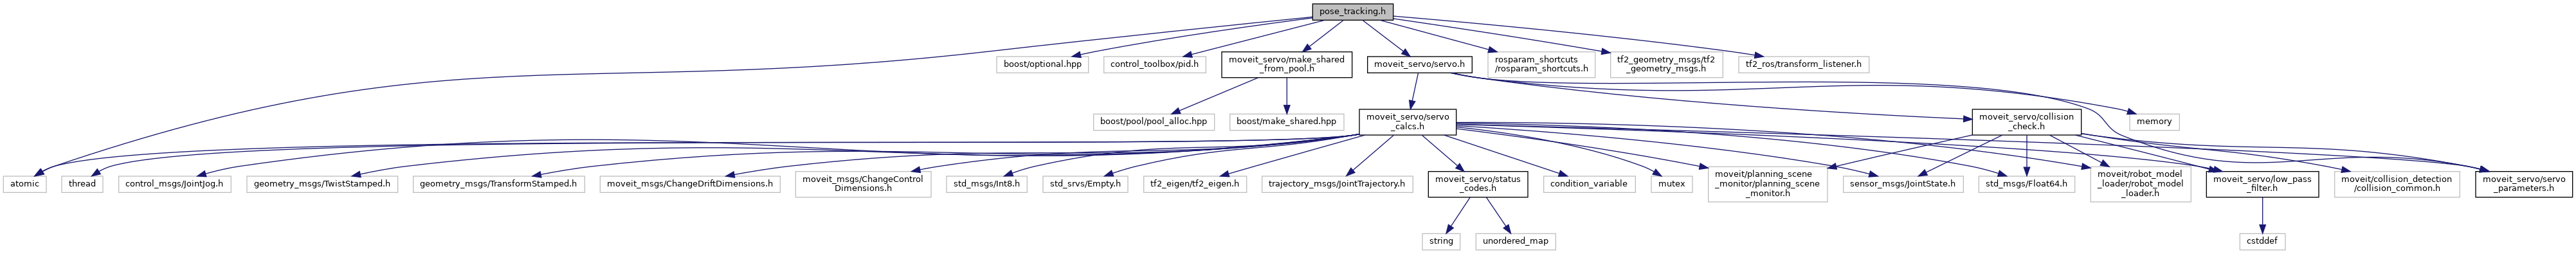 pose_tracking.h
boost/optional.hpp
control_toolbox/pid.h
moveit_servo/make_shared
_from_pool.h
moveit_servo/servo.h
rosparam_shortcuts
/rosparam_shortcuts.h
tf2_geometry_msgs/tf2
_geometry_msgs.h
tf2_ros/transform_listener.h
boost/pool/pool_alloc.hpp
boost/make_shared.hpp
moveit_servo/servo
_calcs.h
moveit_servo/collision
_check.h
memory
atomic
thread
control_msgs/JointJog.h
geometry_msgs/TwistStamped.h
geometry_msgs/TransformStamped.h
moveit_msgs/ChangeDriftDimensions.h
moveit_msgs/ChangeControl
Dimensions.h
std_msgs/Int8.h
std_srvs/Empty.h
tf2_eigen/tf2_eigen.h
trajectory_msgs/JointTrajectory.h
moveit_servo/status
_codes.h
condition_variable
mutex
moveit/planning_scene
_monitor/planning_scene
_monitor.h
sensor_msgs/JointState.h
std_msgs/Float64.h
moveit/robot_model
_loader/robot_model
_loader.h
moveit_servo/low_pass
_filter.h
moveit/collision_detection
/collision_common.h
moveit_servo/servo
_parameters.h
string
unordered_map
cstddef